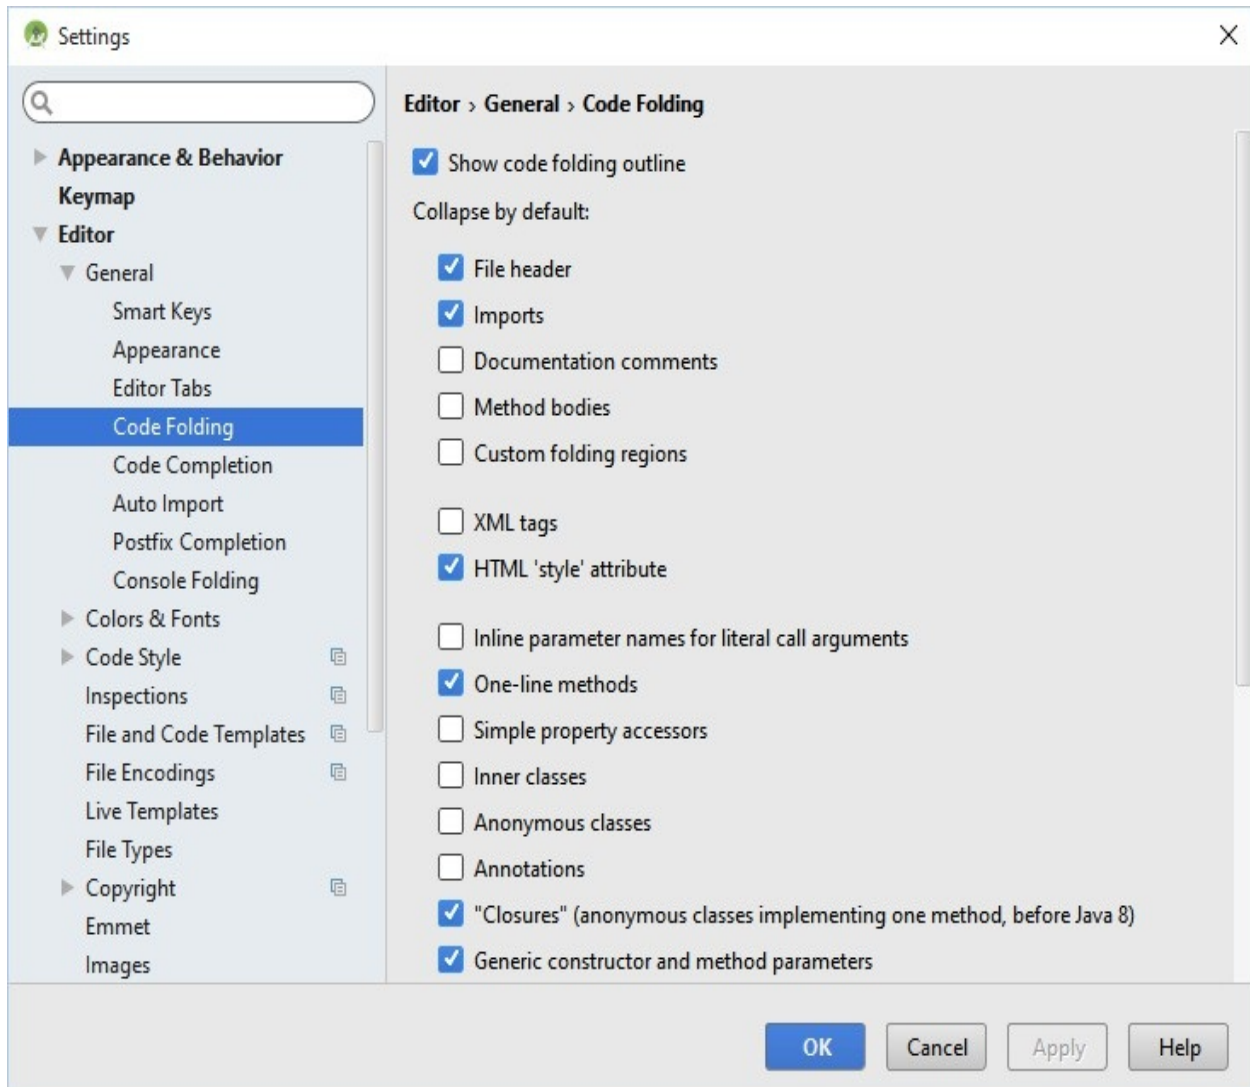 Settings
Appearance & Behavior
Keymap
Editor
General
Smart Keys
Appearance
Editor Tabs
Code Folding
Code Completion
Auto Import
Postfix Completion
Console Folding
Colors & Fonts
Code Style
Inspections
File and Code Templates
File Encodings
Live Templates
File Types
Copyright
Emmet
Images
Editor › General › Code Folding
Show code folding outline
Collapse by default:
File header
Imports
Documentation comments
Method bodies
Custom folding regions
XML tags
HTML 'style' attribute
Inline parameter names for literal call arguments
One-line methods
Simple property accessors
Inner classes
Anonymous classes
Annotations
"Closures" (anonymous classes implementing one method, before Java 8)
Generic constructor and method parameters
OK
Cancel
Apply
Help